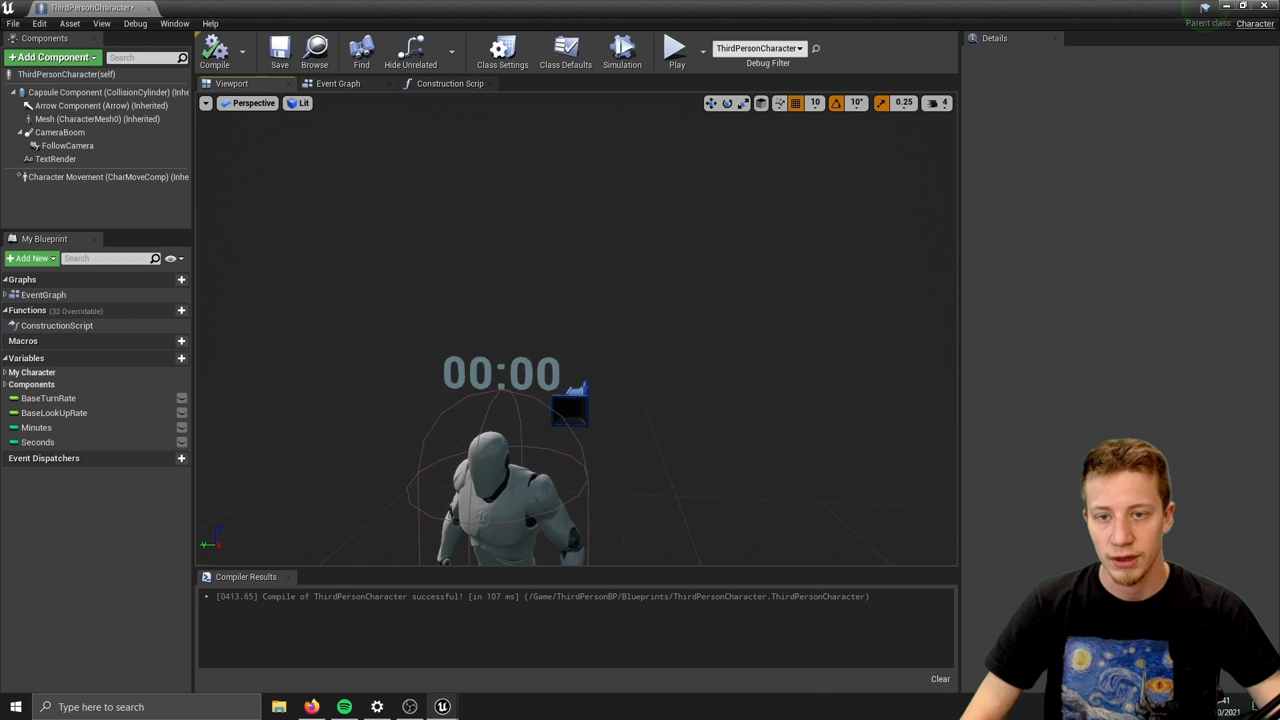 ThirdPersonCharacter*
File Edit Asset View Debug Window Help
Parent class: Character
Components
+Add Component
Search
ThirdPersonCharacter(self)
Capsule Component (CollisionCylinder) (Inhe
Arrow Component (Arrow) (Inherited)
Mesh (CharacterMesh0) (Inherited)
CameraBoom
FollowCamera
TextRender
Character Movement (CharMoveComp) (Inhe
My Blueprint
+Add New
Search
Graphs
EventGraph
Functions (32 Overridable)
ConstructionScript
Macros
Variables
My Character
Components
BaseTurnRate
BaseLookUpRate
Minutes
Seconds
Event Dispatchers
Compile
Save
Browse
Find
Hide Unrelated
Class Settings
Class Defaults
Simulation
Play
ThirdPersonCharacter
Debug Filter
Viewport
Event Graph
Construction Scrip
Perspective
Lit
10
10°
0.25
4
00:00
Compiler Results
[0413.65] Compile of ThirdPersonCharacter successful! [in 107 ms] (/Game/ThirdPersonBP/Blueprints/ThirdPersonCharacter.ThirdPersonCharacter)
Clear
Details
Type here to search